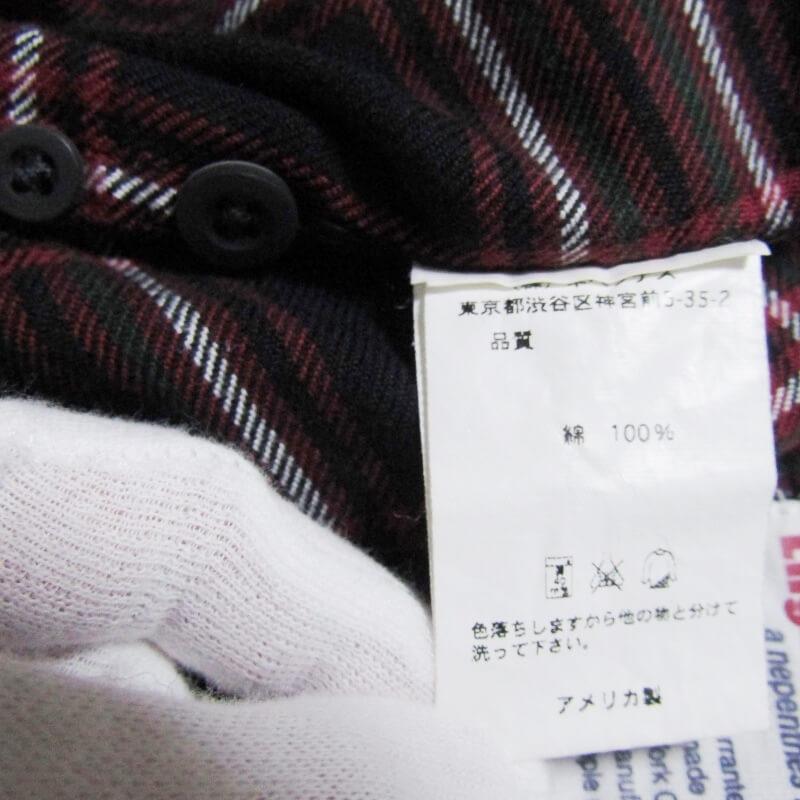 東京都渋谷区神宮前5-35-2
品質
綿 100%
色落ちしますから他の物と分けて
洗って下さい。
アメリカ製
a nepenthes
made